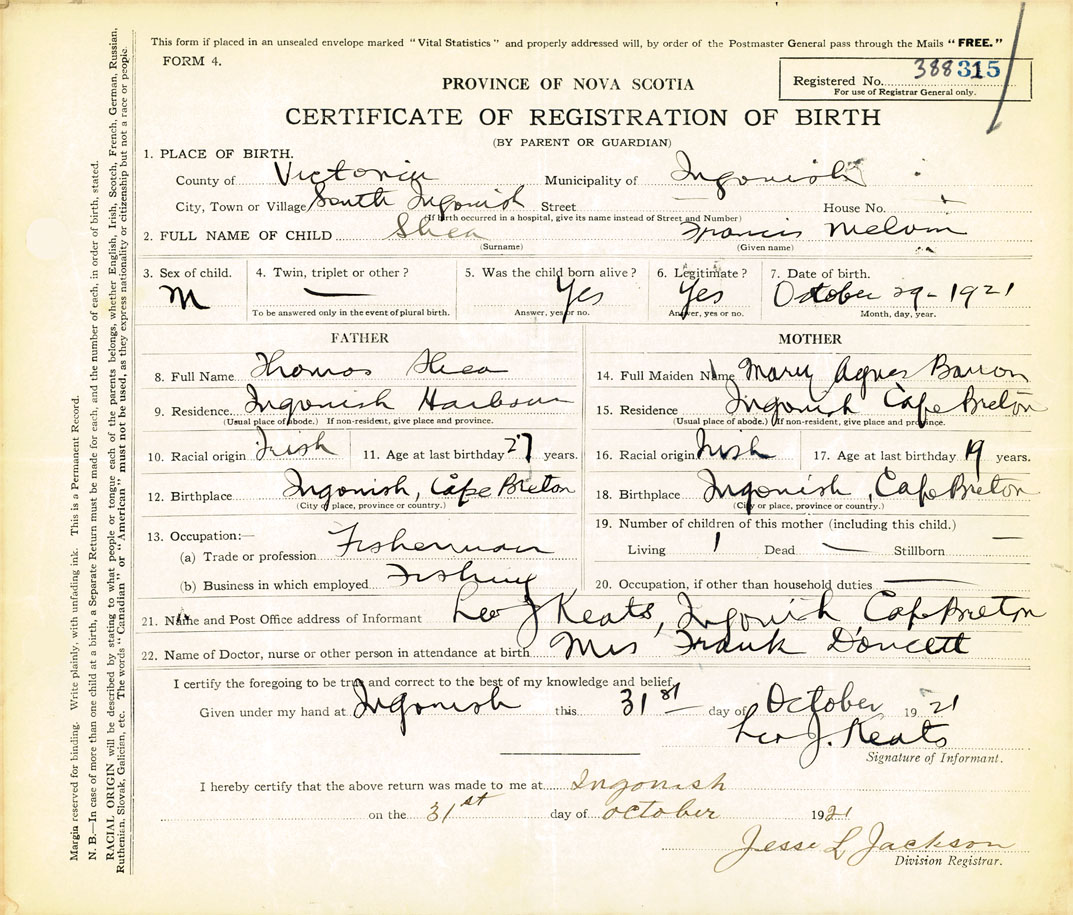 This form if placed in an unsealed envelope marked "Vital Statistics" and properly addressed will, by order of the Postmaster General pass through the Mails "FREE."
FORM 4.
Registered No. 388315
For use of Registrar General only.
PROVINCE OF NOVA SCOTIA
CERTIFICATE OF REGISTRATION OF BIRTH
(BY PARENT OR GUARDIAN)
1. PLACE OF BIRTH.
County of Victoria Municipality of Ingonish
City, Town or Village South Ingonish Street House No.
(If birth occurred in a hospital, give its name instead of Street and Number)
2. FULL NAME OF CHILD Shea Francis Melvin
(Surname) (Given name)
3. Sex of child. 4. Twin, triplet or other? 5. Was the child born alive? 6. Legitimate? 7. Date of birth.
M — Yes Yes October 29 - 1921
To be answered only in the event of plural birth. Answer, yes or no. Answer, yes or no. Month, day, year.
FATHER
8. Full Name Thomas Shea
9. Residence Ingonish Harbour
(Usual place of abode.) If non-resident, give place and province.
10. Racial origin Irish 11. Age at last birthday 27 years.
12. Birthplace Ingonish, Cape Breton
(City or place, province or country.)
13. Occupation:—
(a) Trade or profession Fisherman
(b) Business in which employed Fishing
MOTHER
14. Full Maiden Name Mary Agnes Barron
15. Residence Ingonish Cape Breton
(Usual place of abode.) If non-resident, give place and province.
16. Racial origin Irish 17. Age at last birthday 19 years.
18. Birthplace Ingonish, Cape Breton
(City or place, province or country.)
19. Number of children of this mother (including this child.)
Living 1 Dead — Stillborn —
20. Occupation, if other than household duties —
21. Name and Post Office address of Informant Leo J Keats, Ingonish Cape Breton
22. Name of Doctor, nurse or other person in attendance at birth Mrs Frank Doucett
I certify the foregoing to be true and correct to the best of my knowledge and belief,
Given under my hand at Ingonish this 31st day of October 1921
Leo J. Keats
Signature of Informant.
I hereby certify that the above return was made to me at Ingonish
on the 31st day of October 1921
Jesse L Jackson
Division Registrar.
Margin reserved for binding. Write plainly, with unfading ink. This is a Permanent Record.
N. B.—In case of more than one child at a birth, a Separate Return must be made for each, and the number of each, in order of birth, stated.
RACIAL ORIGIN will be described by stating to what people or tongue each of the parents belongs, whether English, Irish, Scotch, French, German, Russian,
Ruthenian, Slovak, Galician, etc. The words "Canadian" or "American" must not be used, as they express nationality or citizenship but not a race or people.